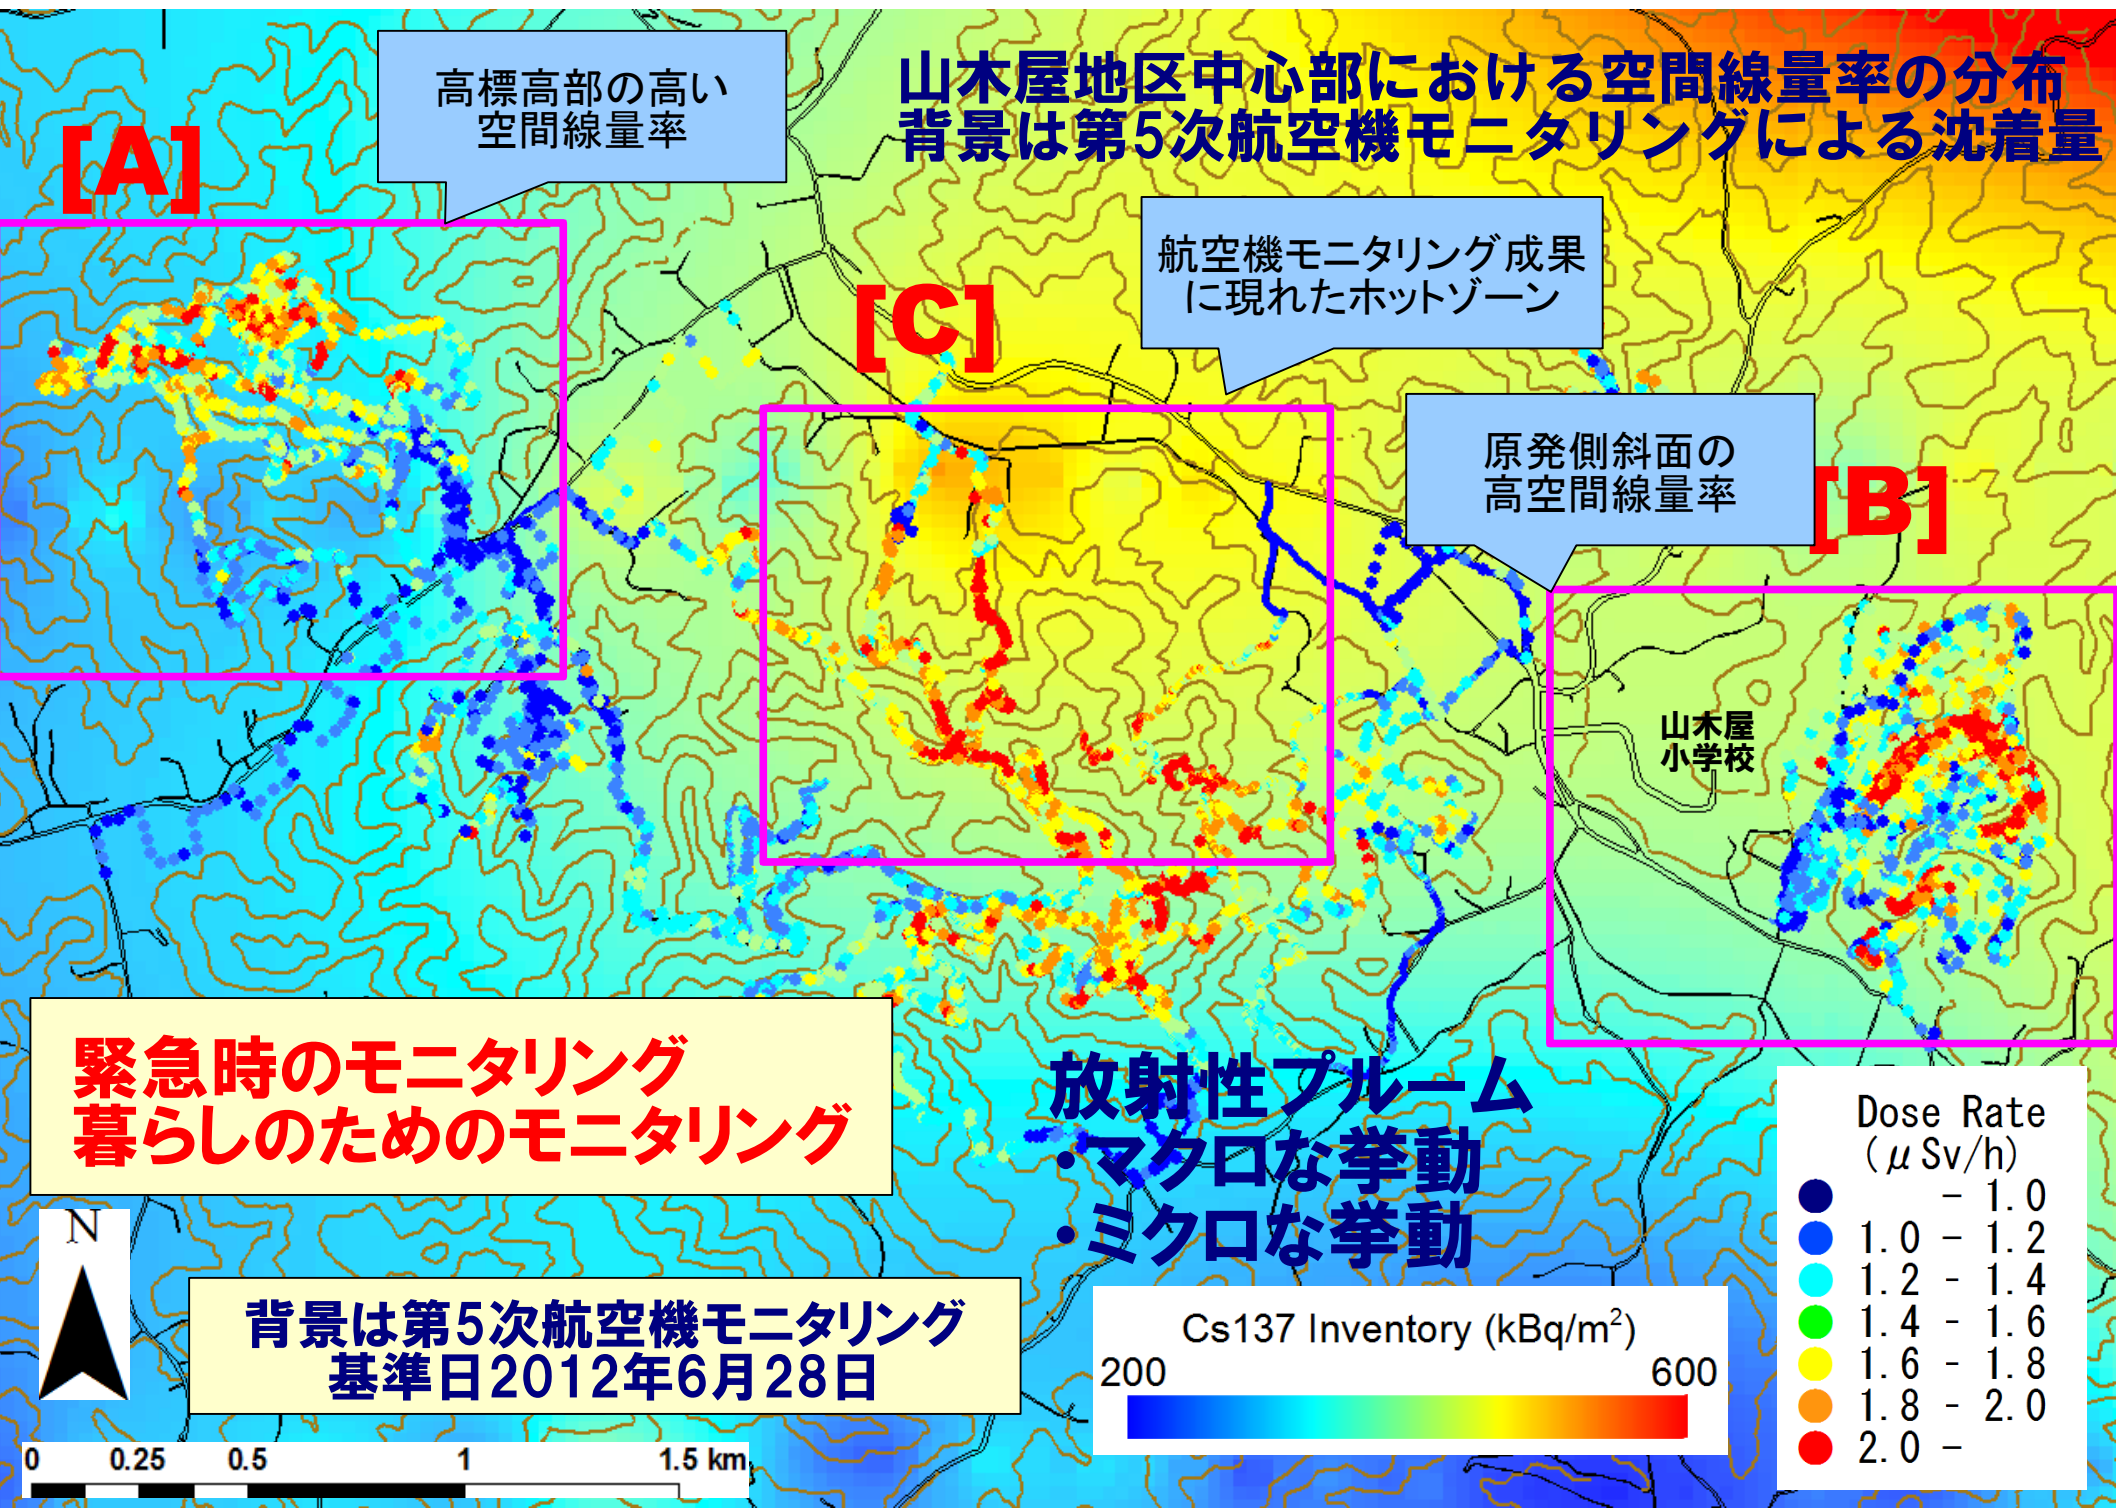 山木屋地区中心部における空間線量率の分布
背景は第5次航空機モニタリングによる沈着量
高標高部の高い
空間線量率
[A]
航空機モニタリング成果
に現れたホットゾーン
[C]
原発側斜面の
高空間線量率
[B]
山木屋
小学校
緊急時のモニタリング
暮らしのためのモニタリング
放射性プルーム
・マクロな挙動
・ミクロな挙動
N
背景は第5次航空機モニタリング
基準日2012年6月28日
Cs137 Inventory (kBq/m²)
200 600
Dose Rate
(μSv/h)
- 1.0
1.0 - 1.2
1.2 - 1.4
1.4 - 1.6
1.6 - 1.8
1.8 - 2.0
2.0 -
0 0.25 0.5 1 1.5 km